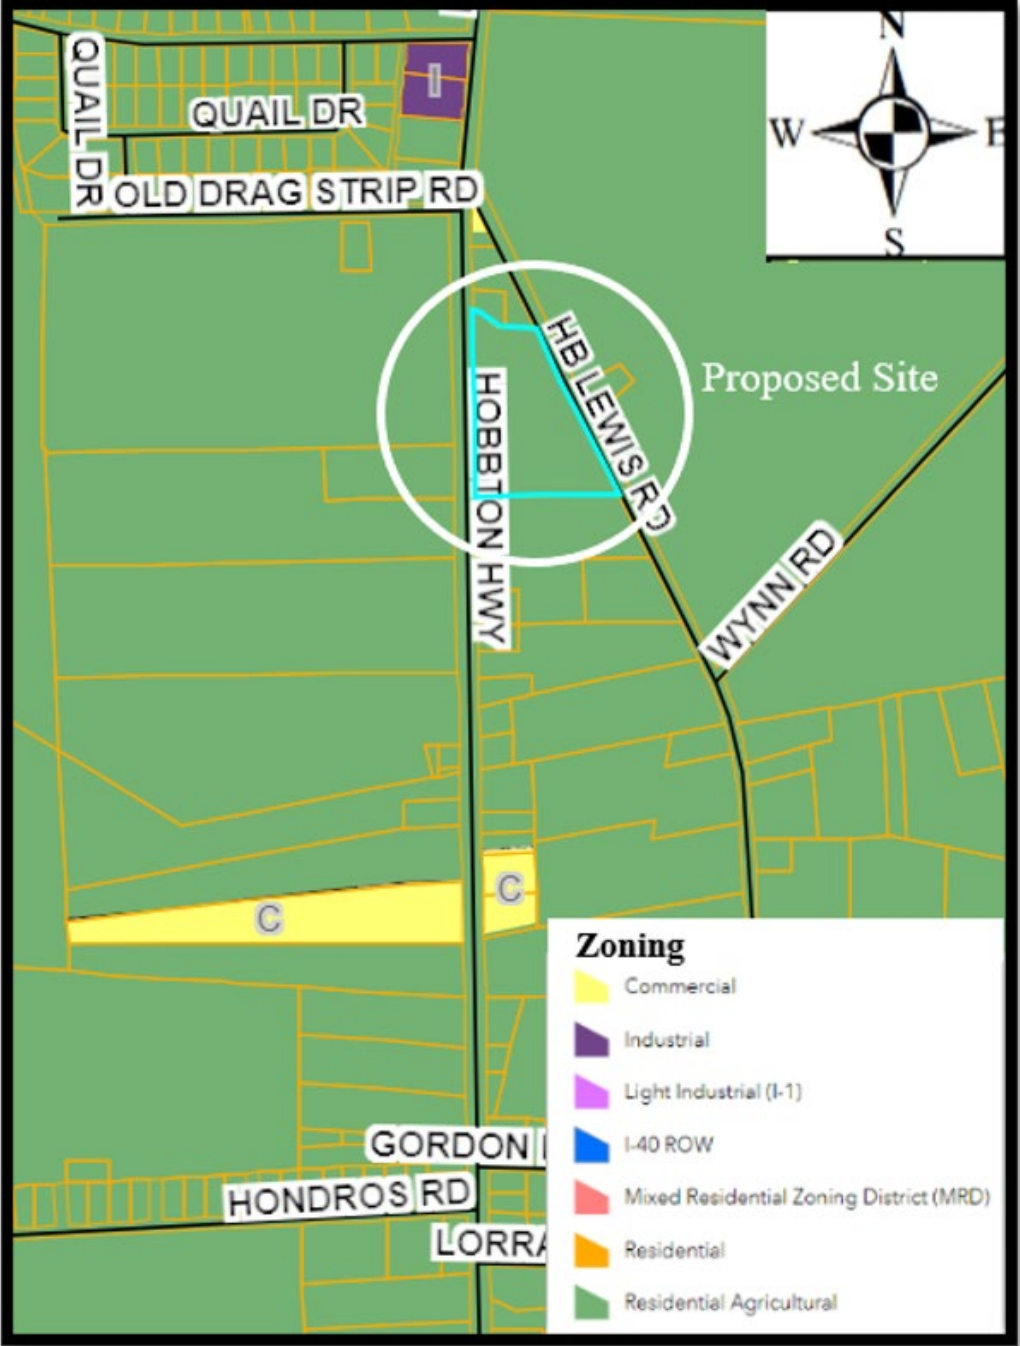 N
W
E
S
I
QUAIL DR
QUAIL DR
OLD DRAG STRIP RD
HB LEWIS RD
Proposed Site
HOBBTON HWY
WYNN RD
C
C
GORDON
HONDROS RD
LORRA
Zoning
Commercial
Industrial
Light Industrial (I-1)
I-40 ROW
Mixed Residential Zoning District (MRD)
Residential
Residential Agricultural